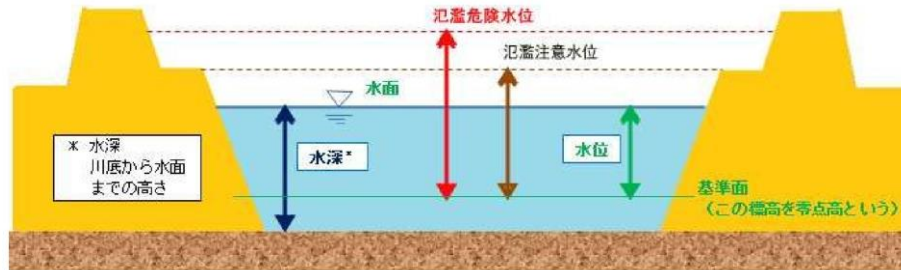 氾濫危険水位
氾濫注意水位
水面
* 水深
川底から水面
までの高さ
水深*
水位
基準面
(この標高を零点高という)